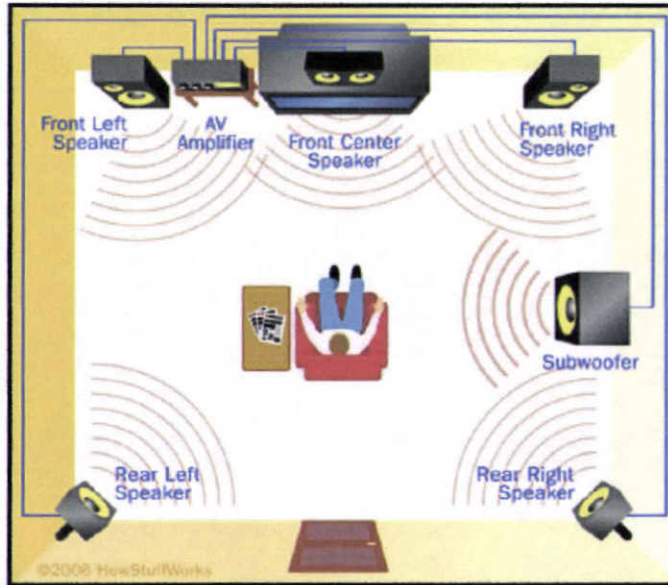 Front Left
Speaker
AV
Amplifier
Front Center
Speaker
Front Right
Speaker
Subwoofer
Rear Left
Speaker
Rear Right
Speaker
©2006 HowStuffWorks